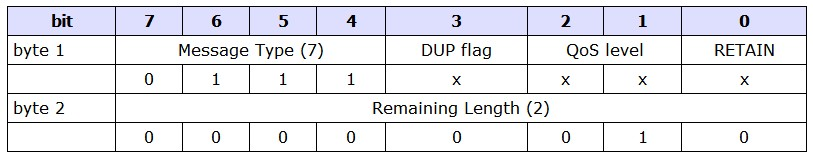 bit 7 6 5 4 3 2 1 0
byte 1 Message Type (7) DUP flag QoS level RETAIN
0 1 1 1 x x x x
byte 2 Remaining Length (2)
0 0 0 0 0 0 1 0